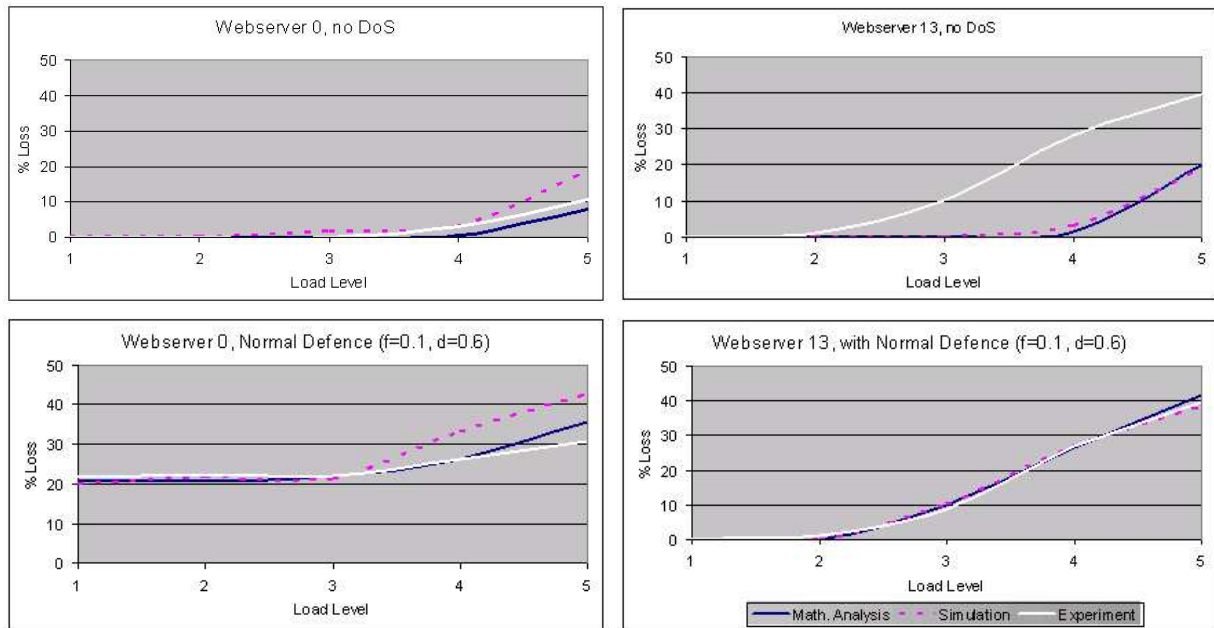 Webserver 0, no DoS
50
40
30
20
10
0
% Loss
1 2 3 4 5
Load Level
Webserver 13, no DoS
50
40
30
20
10
0
% Loss
1 2 3 4 5
Load Level
Webserver 0, Normal Defence (f=0.1, d=0.6)
50
40
30
20
10
0
% Loss
1 2 3 4 5
Load Level
Webserver 13, with Normal Defence (f=0.1, d=0.6)
50
40
30
20
10
0
% Loss
1 2 3 4 5
Load Level
Math. Analysis Simulation Experiment